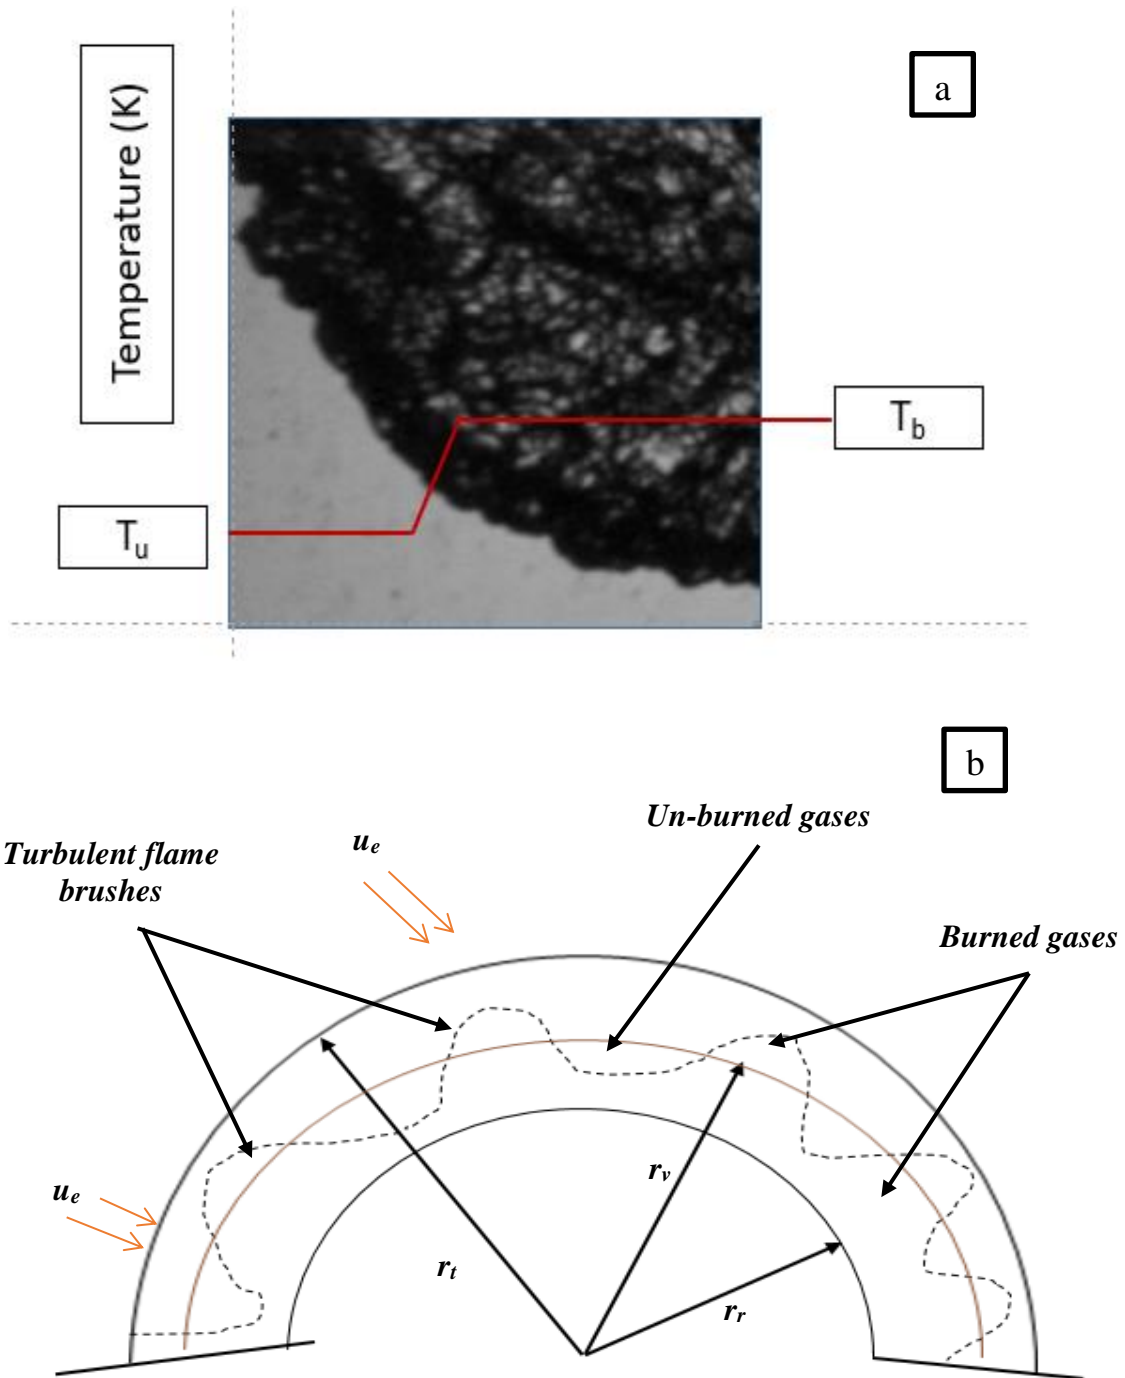 a
Temperature (K)
T_b
T_u
b
Un-burned gases
u_e
Turbulent flame
brushes
Burned gases
r_v
u_e
r_t
r_r